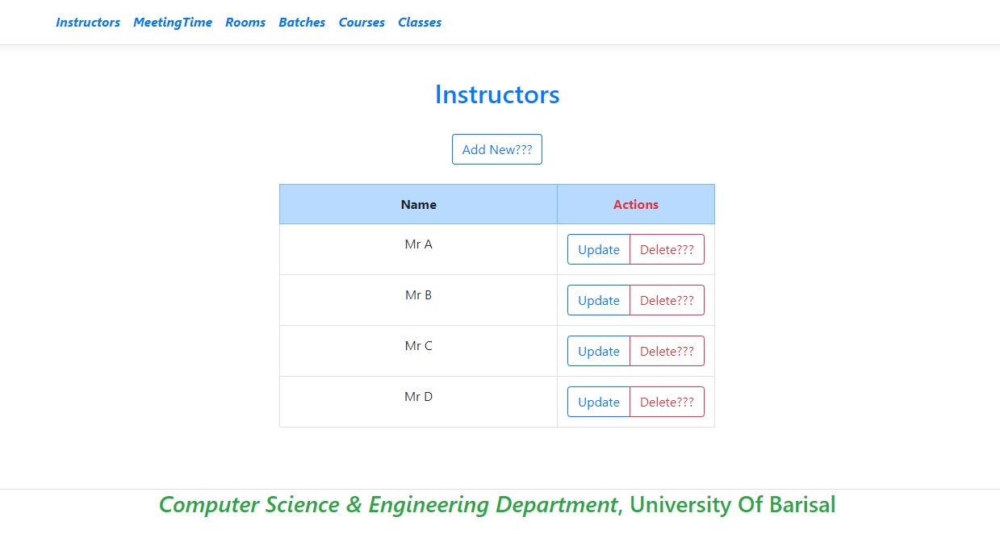 Instructors MeetingTime Rooms Batches Courses Classes
Instructors
Add New???
Name Actions
Mr A Update Delete???
Mr B Update Delete???
Mr C Update Delete???
Mr D Update Delete???
Computer Science & Engineering Department, University Of Barisal